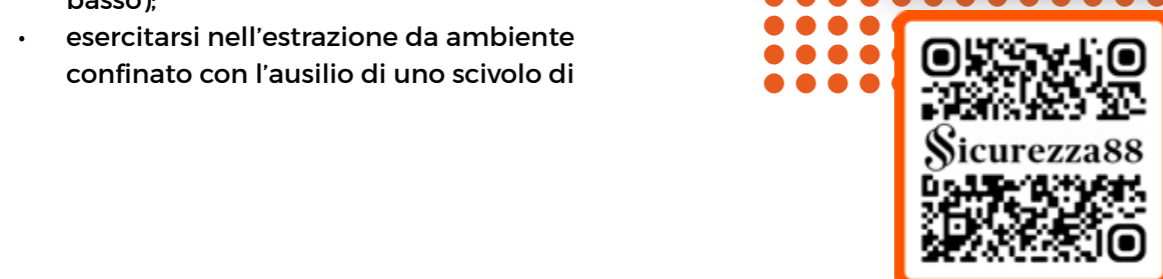 basso);
• esercitarsi nell’estrazione da ambiente
confinato con l’ausilio di uno scivolo di
Sicurezza88